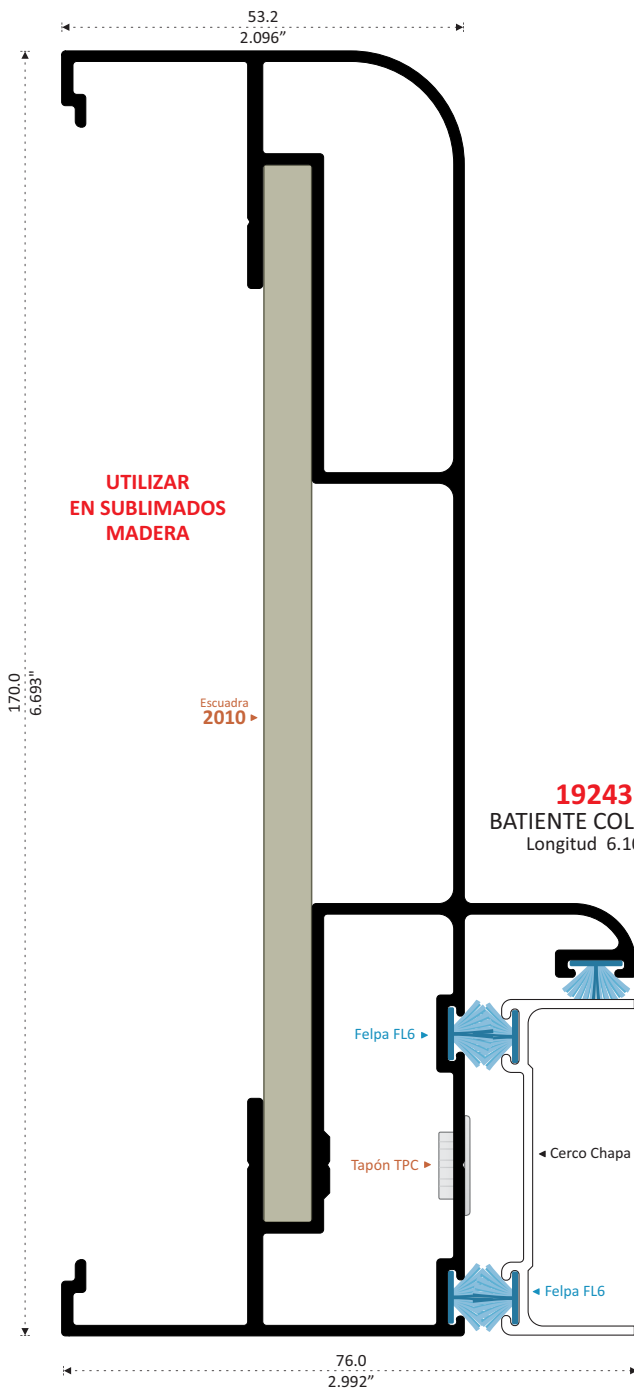 53.2
2.096”
UTILIZAR
EN SUBLIMADOS
MADERA
170.0
6.693"
Escuadra
2010
19243
BATIENTE COL
Longitud 6.10
Felpa FL6
Tapón TPC
Cerco Chapa
Felpa FL6
76.0
2.992”